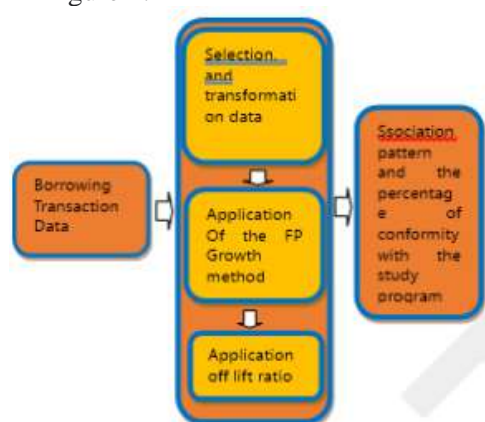 Borrowing
Transaction
Data
Selection
and
transformati
on data
Application
Of the FP
Growth
method
Application
off lift ratio
Ssociation
pattern
and the
percentag
e of
conformity
with the
study
program